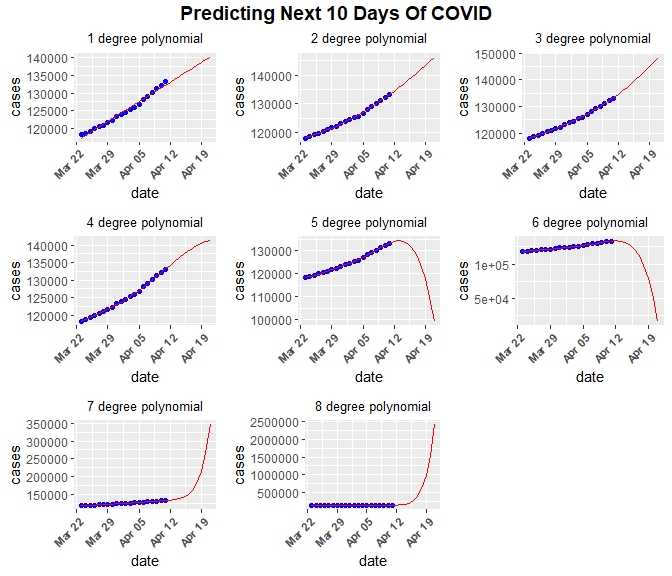 Predicting Next 10 Days Of COVID
1 degree polynomial
140000
135000
130000
125000
120000
cases
Mar 22
Mar 29
Apr 05
Apr 12
Apr 19
date
2 degree polynomial
140000
130000
120000
cases
Mar 22
Mar 29
Apr 05
Apr 12
Apr 19
date
3 degree polynomial
150000
140000
130000
120000
cases
Mar 22
Mar 29
Apr 05
Apr 12
Apr 19
date
4 degree polynomial
140000
135000
130000
125000
120000
cases
Mar 22
Mar 29
Apr 05
Apr 12
Apr 19
date
5 degree polynomial
130000
120000
110000
100000
cases
Mar 22
Mar 29
Apr 05
Apr 12
Apr 19
date
6 degree polynomial
1e+05
5e+04
cases
Mar 22
Mar 29
Apr 05
Apr 12
Apr 19
date
7 degree polynomial
350000
300000
250000
200000
150000
cases
Mar 22
Mar 29
Apr 05
Apr 12
Apr 19
date
8 degree polynomial
2500000
2000000
1500000
1000000
500000
cases
Mar 22
Mar 29
Apr 05
Apr 12
Apr 19
date